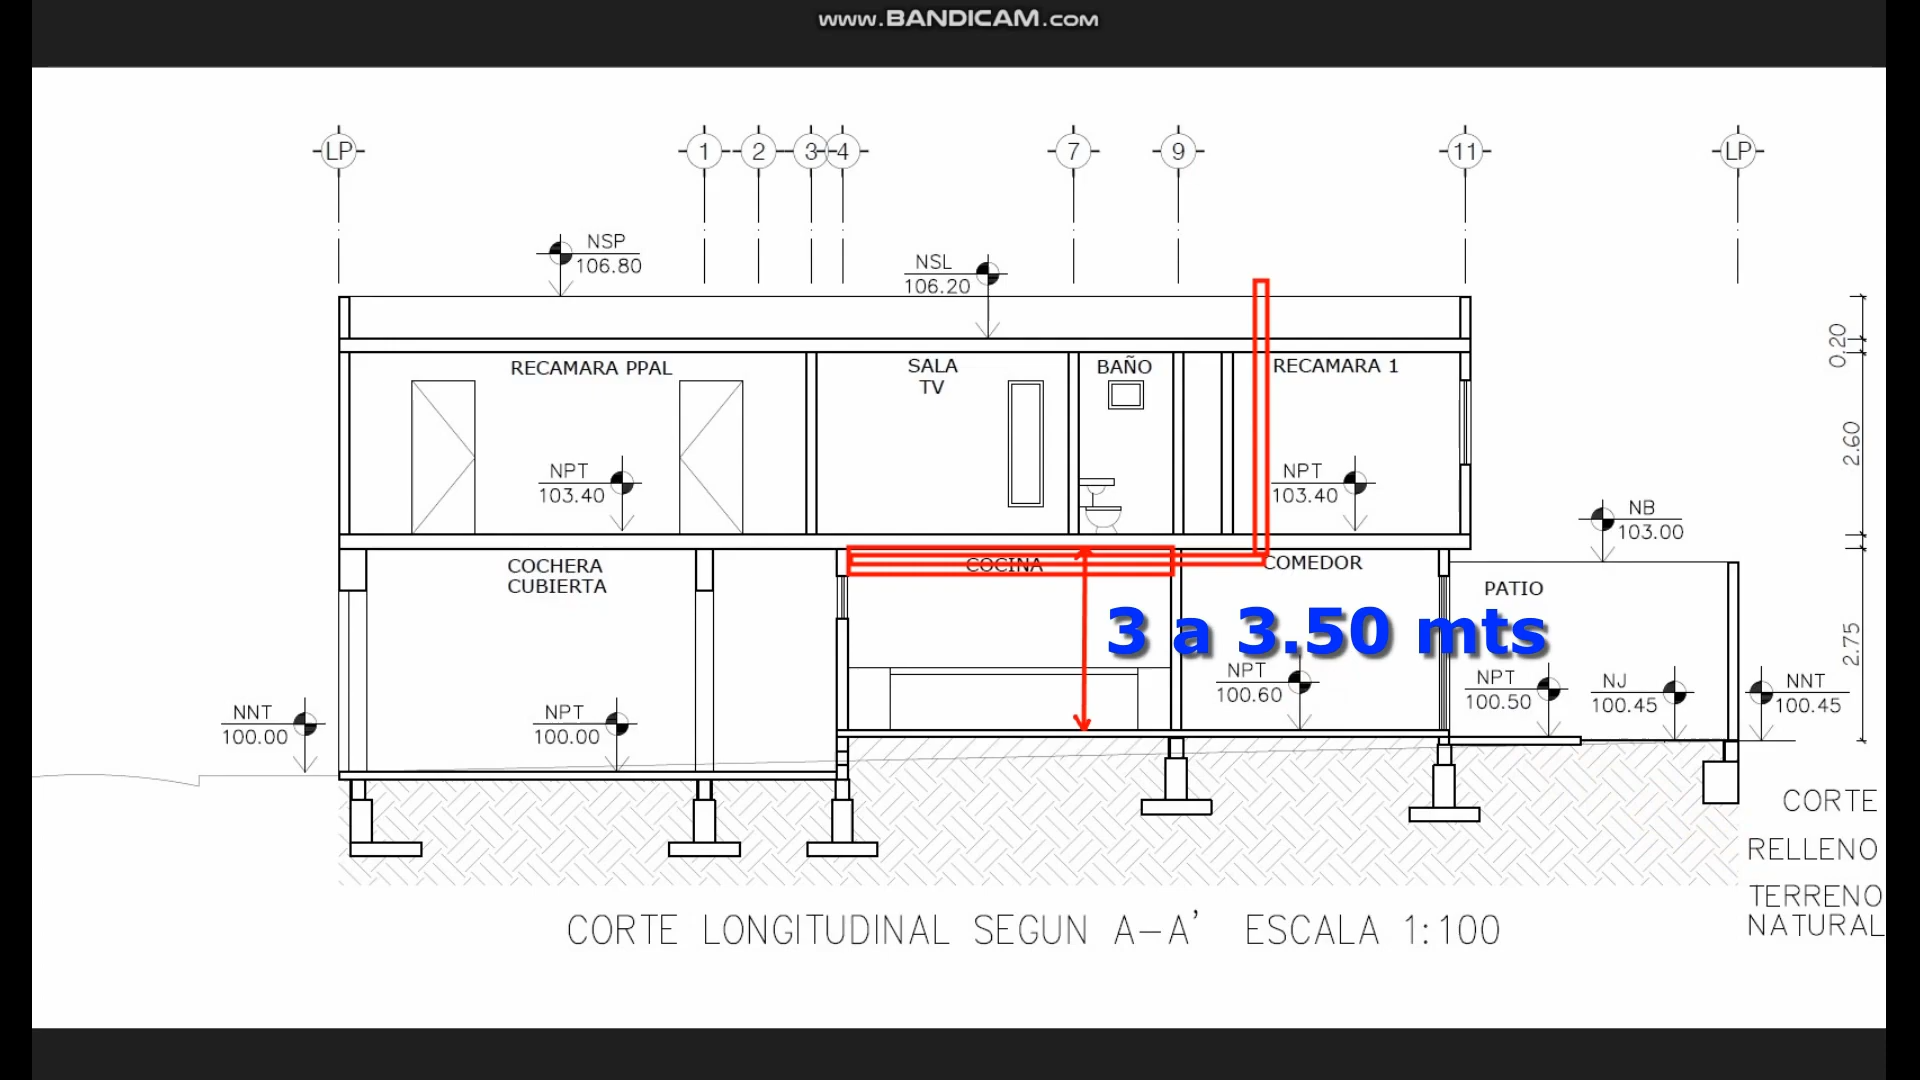 www.BANDICAM.com
LP
1
2
3
4
7
9
11
LP
NSP
106.80
NSL
106.20
RECAMARA PPAL
SALA
TV
BAÑO
RECAMARA 1
0.20
2.60
2.75
NPT
103.40
NPT
103.40
NB
103.00
COCHERA
CUBIERTA
COCINA
COMEDOR
PATIO
3 a 3.50 mts
NPT
100.60
NPT
100.50
NJ
100.45
NNT
100.45
NNT
100.00
NPT
100.00
CORTE
RELLENO
TERRENO
NATURAL
CORTE LONGITUDINAL SEGUN A-A' ESCALA 1:100